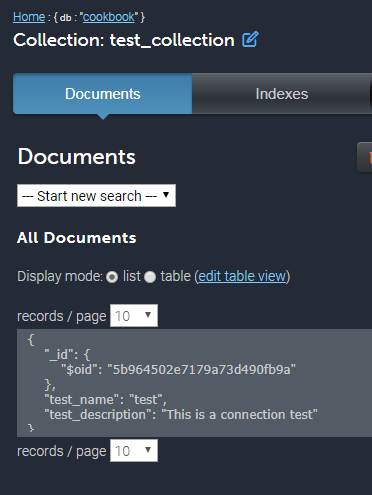 Home : { db : "cookbook" }
Collection: test_collection
Documents Indexes
Documents
--- Start new search ---
All Documents
Display mode: list table (edit table view)
records / page 10
{
"_id": {
"$oid": "5b964502e7179a73d490fb9a"
},
"test_name": "test",
"test_description": "This is a connection test"
}
records / page 10